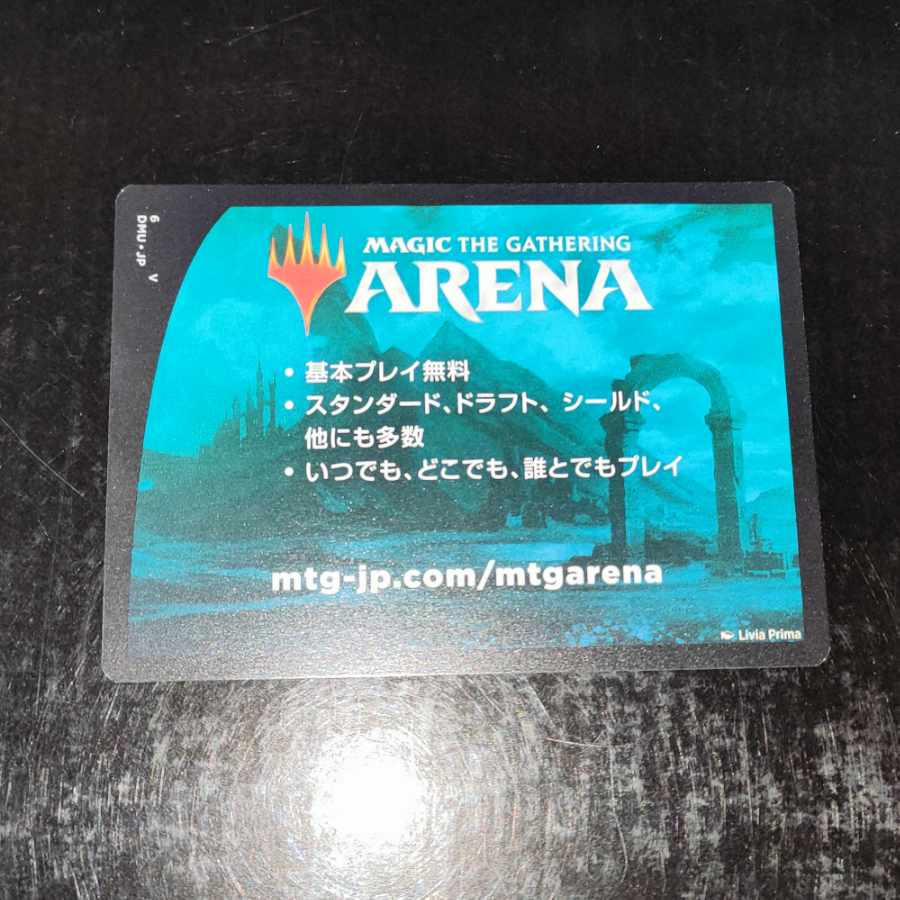 MAGIC THE GATHERING
ARENA
• 基本プレイ無料
• スタンダード、ドラフト、シールド、
他にも多数
• いつでも、どこでも、誰とでもプレイ
mtg-jp.com/mtgarena
Livia Prima
6 V
DMU • JP